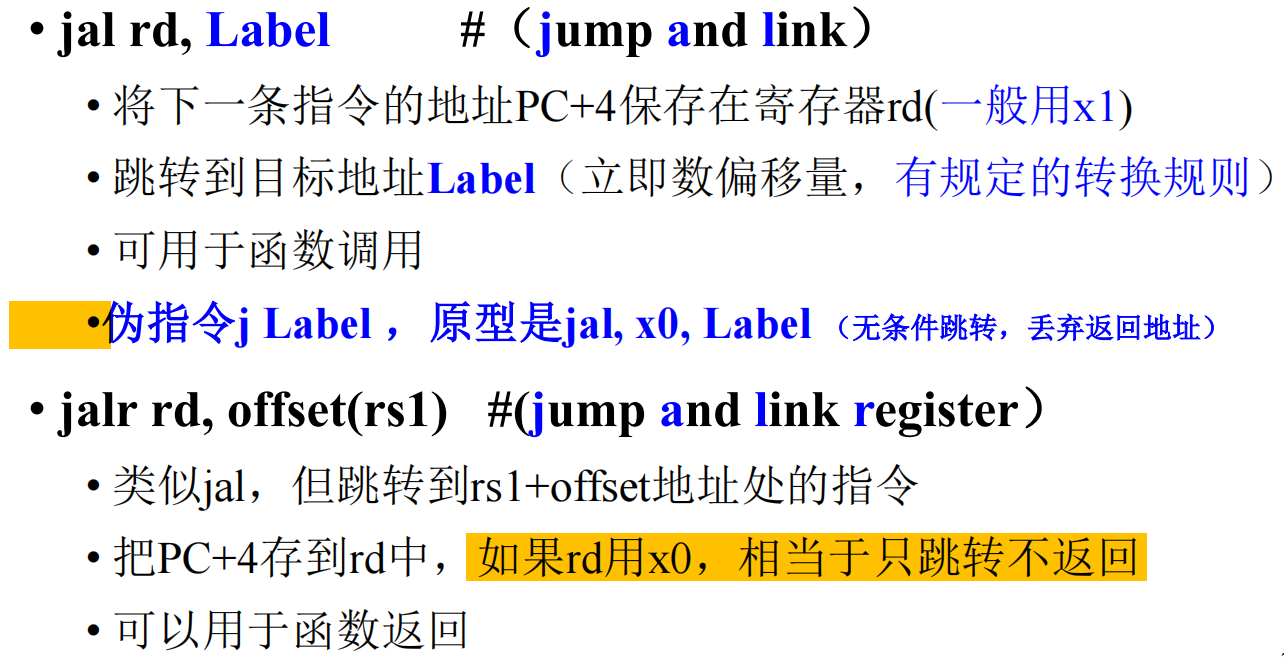 • jal rd, Label #（jump and link）
• 将下一条指令的地址PC+4保存在寄存器rd(一般用x1)
• 跳转到目标地址Label（立即数偏移量，有规定的转换规则）
• 可用于函数调用
•伪指令j Label ，原型是jal, x0, Label （无条件跳转，丢弃返回地址）
• jalr rd, offset(rs1) #(jump and link register）
• 类似jal，但跳转到rs1+offset地址处的指令
• 把PC+4存到rd中，如果rd用x0，相当于只跳转不返回
• 可以用于函数返回